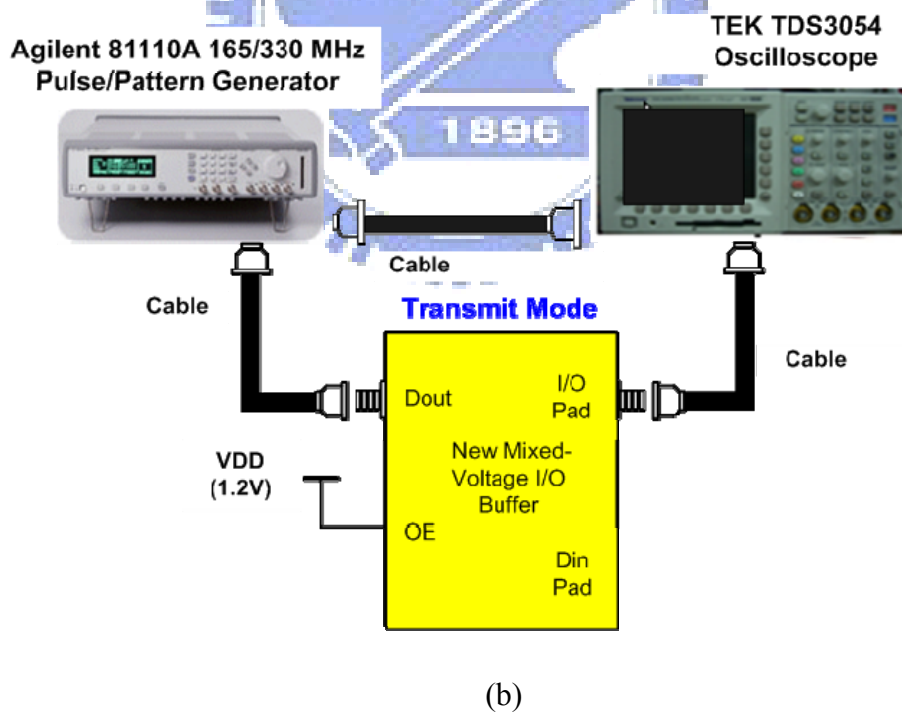 Agilent 81110A 165/330 MHz
Pulse/Pattern Generator
TEK TDS3054
Oscilloscope
1896
Cable
Cable
Transmit Mode
Cable
Dout
I/O
Pad
New Mixed-
Voltage I/O
Buffer
VDD
(1.2V)
OE
Din
Pad
(b)